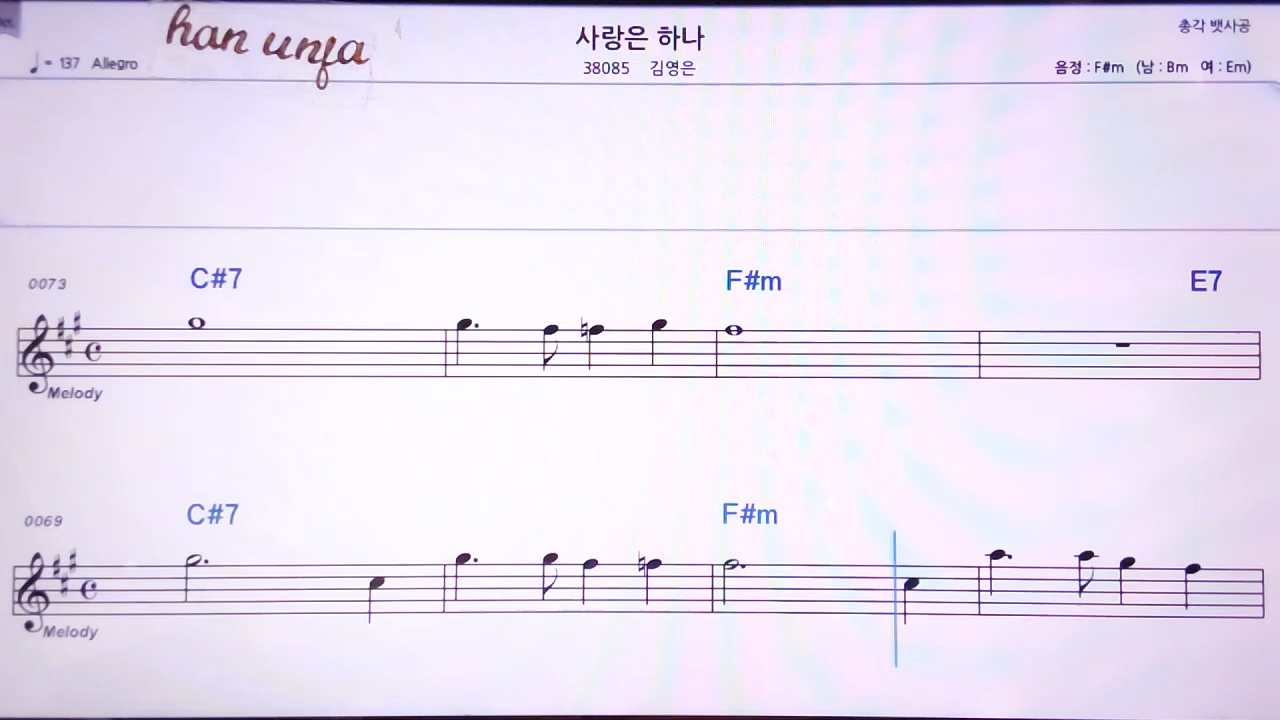 han unfa
사랑은 하나
총각 뱃사공
♩= 137 Allegro
38085 김영은
음정 : F#m (남 : Bm 여 : Em)
0073 C#7 F#m E7
Melody
0069 C#7 F#m
Melody